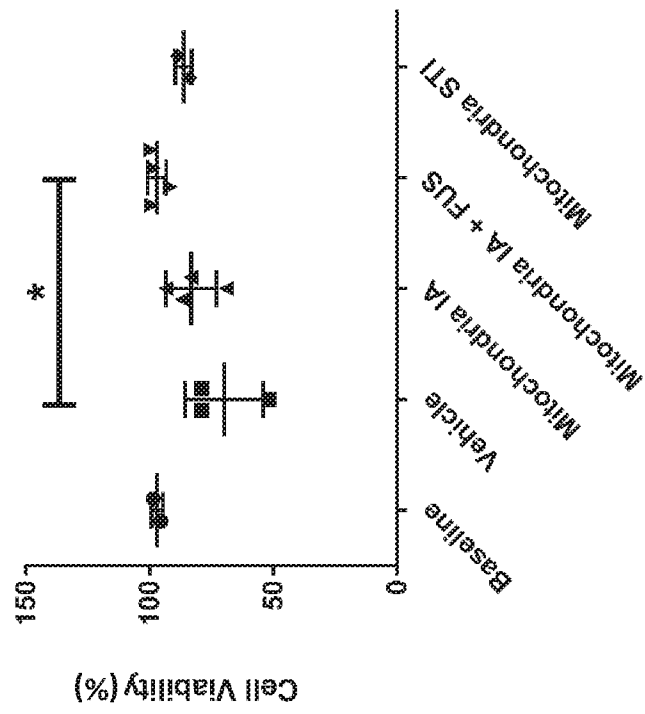 Cell Viability (%)
150
100
50
0
*
Baseline
Vehicle
Mitochondria IA
Mitochondria IA + FUS
Mitochondria STI